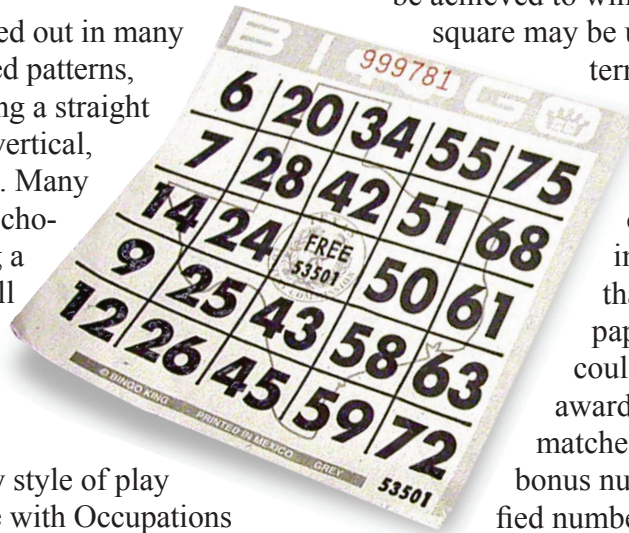 ed out in many
ed patterns,
ng a straight
vertical,
. Many
cho-
g a
ll
y style of play
e with Occupations
BINGO
999781
6 20 34 55 75
7 28 42 51 68
14 24 FREE 53501 50 61
9 25 43 58 63
12 26 45 59 72
© BINGO KING PRINTED IN MEXICO GREY 53501
be achieved to win
square may be u
term
in
tha
pap
coul
award
matche
bonus nu
fied numbe